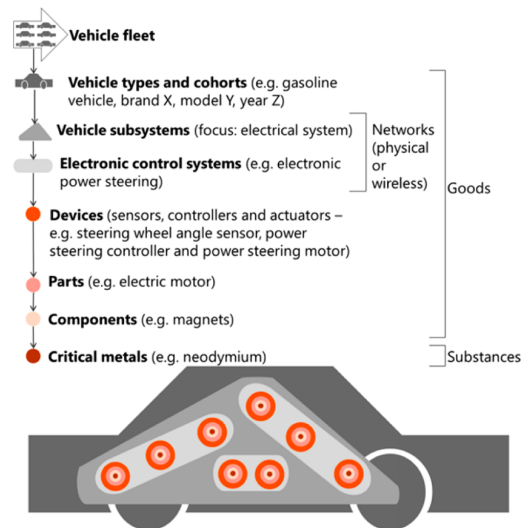 Vehicle fleet
Vehicle types and cohorts (e.g. gasoline
vehicle, brand X, model Y, year Z)
Vehicle subsystems (focus: electrical system)
Electronic control systems (e.g. electronic
power steering)
Networks
(physical
or
wireless)
Goods
Devices (sensors, controllers and actuators –
e.g. steering wheel angle sensor, power
steering controller and power steering motor)
Parts (e.g. electric motor)
Components (e.g. magnets)
Critical metals (e.g. neodymium)
Substances